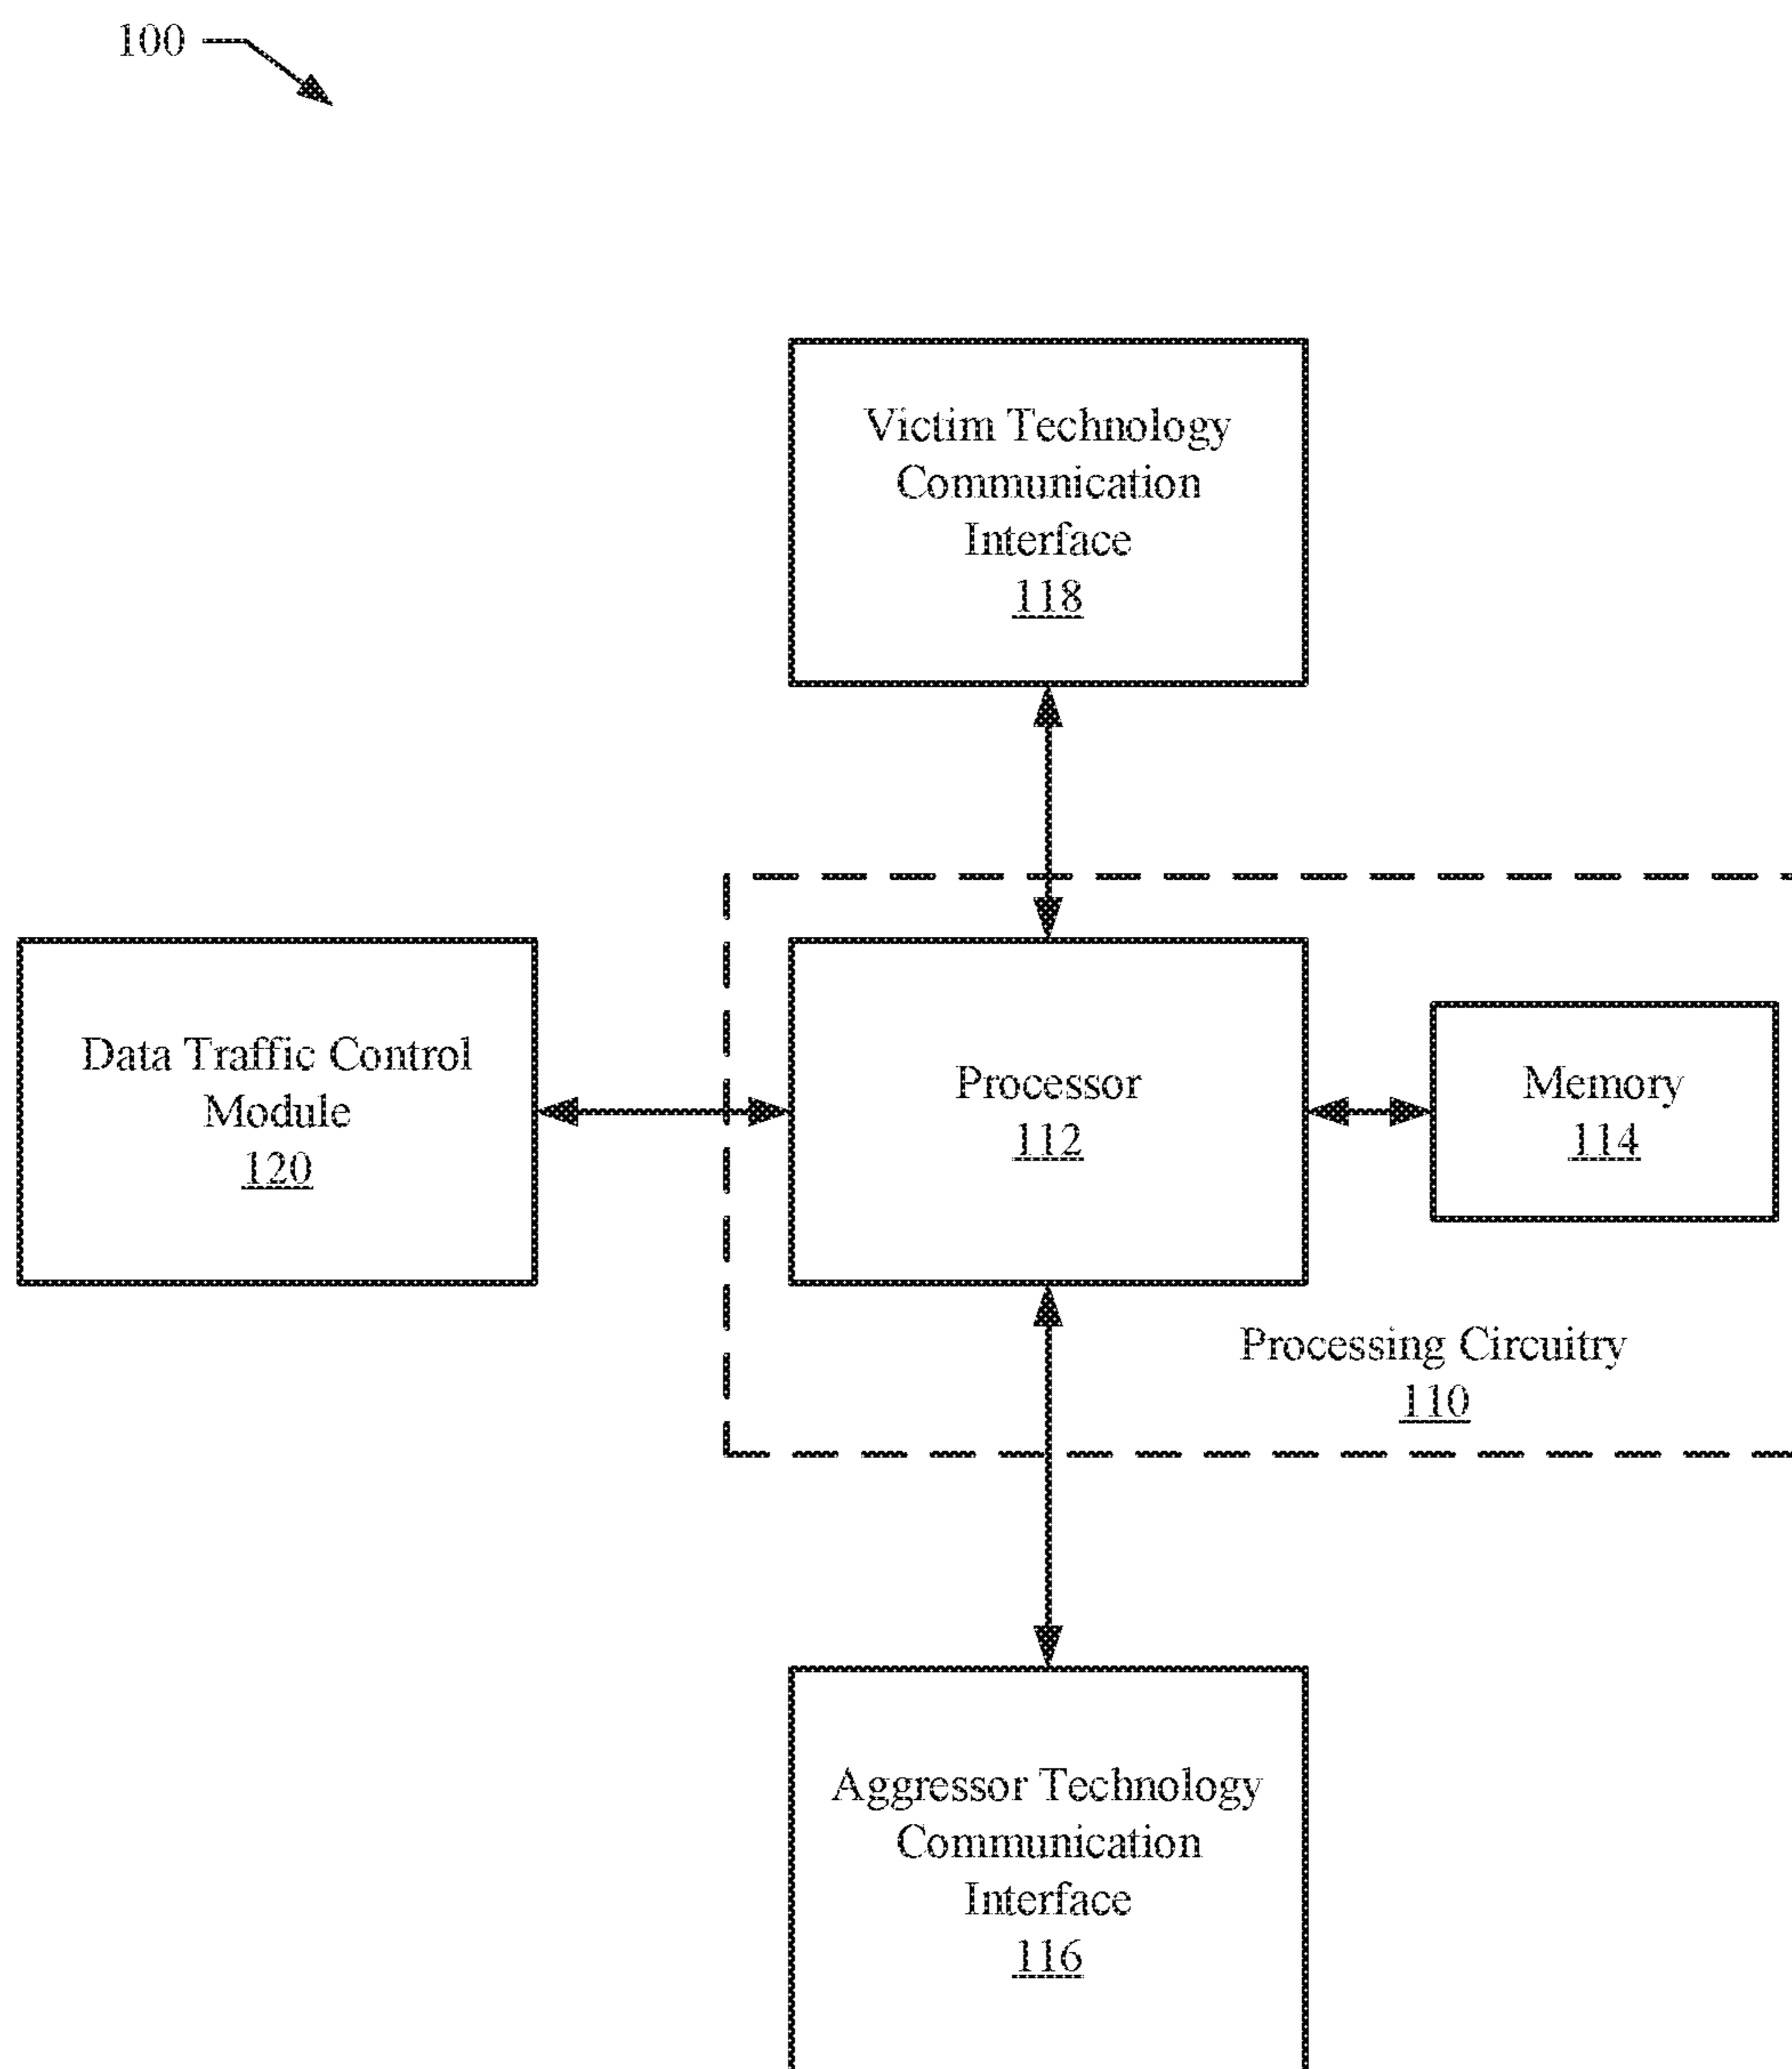 100
Victim Technology
Communication
Interface
118
Data Traffic Control
Module
120
Processor
112
Memory
114
Processing Circuitry
110
Aggressor Technology
Communication
Interface
116